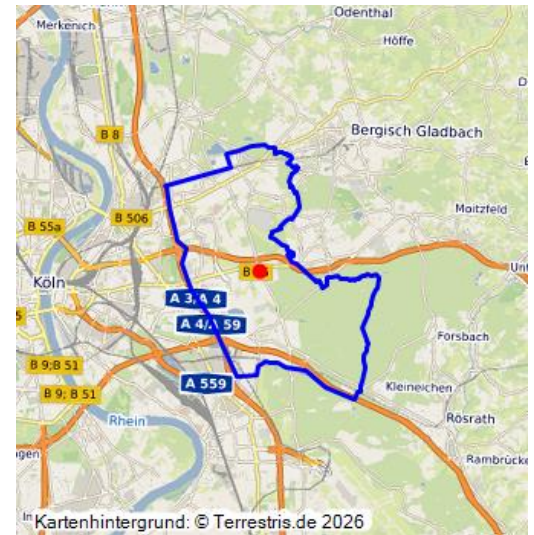 Odenthal
Merkenich
Höffe
B 8
Bergisch Gladbach
Moitzfeld
B 506
B 55a
Köln
A 3/A 4
A 4/A 59
Forsbach
B 9;B 51
A 559
Kleineichen
B 9; B 51
Rhein
Rösrath
Kartenhintergrund: © Terrestris.de 2026